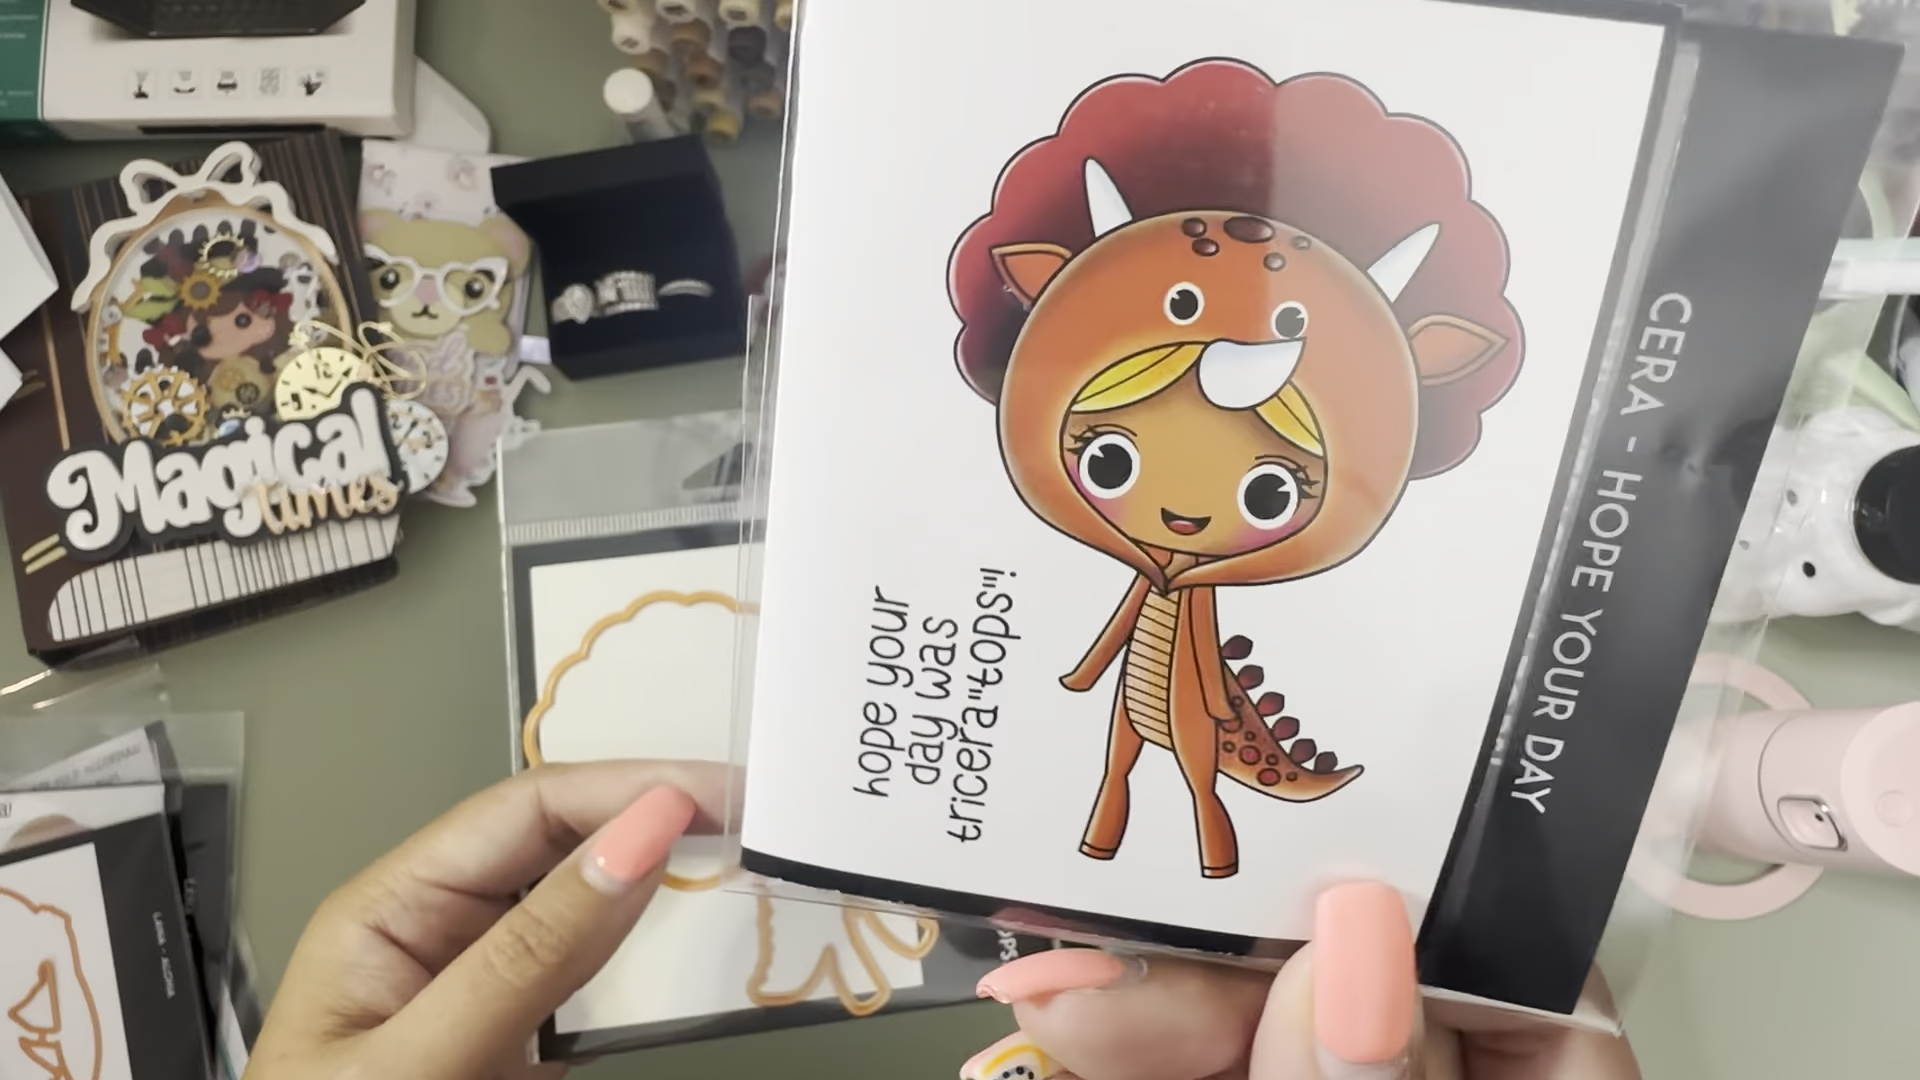 Magical
times
hope your
day was
tricera"tops"!
CERA - HOPE YOUR DAY